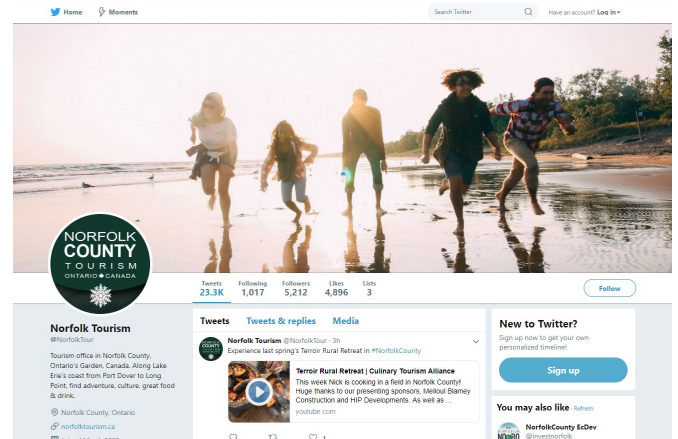 Home
Moments
Search Twitter
Have an account? Log in
NORFOLK
COUNTY
TOURISM
ONTARIO CANADA
Tweets
23.3K
Following
1,017
Followers
5,212
Likes
4,896
Lists
3
Follow
Norfolk Tourism
@NorfolkTour
Tourism office in Norfolk County,
Ontario's Garden, Canada. Along Lake
Erie's coast from Port Dover to Long
Point, find adventure, culture, great food
& drink.
Norfolk County, Ontario
norfolktourism.ca
Tweets
Tweets & replies
Media
Norfolk Tourism @NorfolkTour · 3h
Experience last spring's Terroir Rural Retreat in #NorfolkCounty
Terroir Rural Retreat | Culinary Tourism Alliance
This week Nick is cooking in a field in Norfolk County!
Huge thanks to our presenting sponsors, Melloul Blamey
Construction and HIP Developments. As well as ...
youtube.com
New to Twitter?
Sign up now to get your own
personalized timeline!
Sign up
You may also like · Refresh
NorfolkCounty EcDev
@investnorfolk